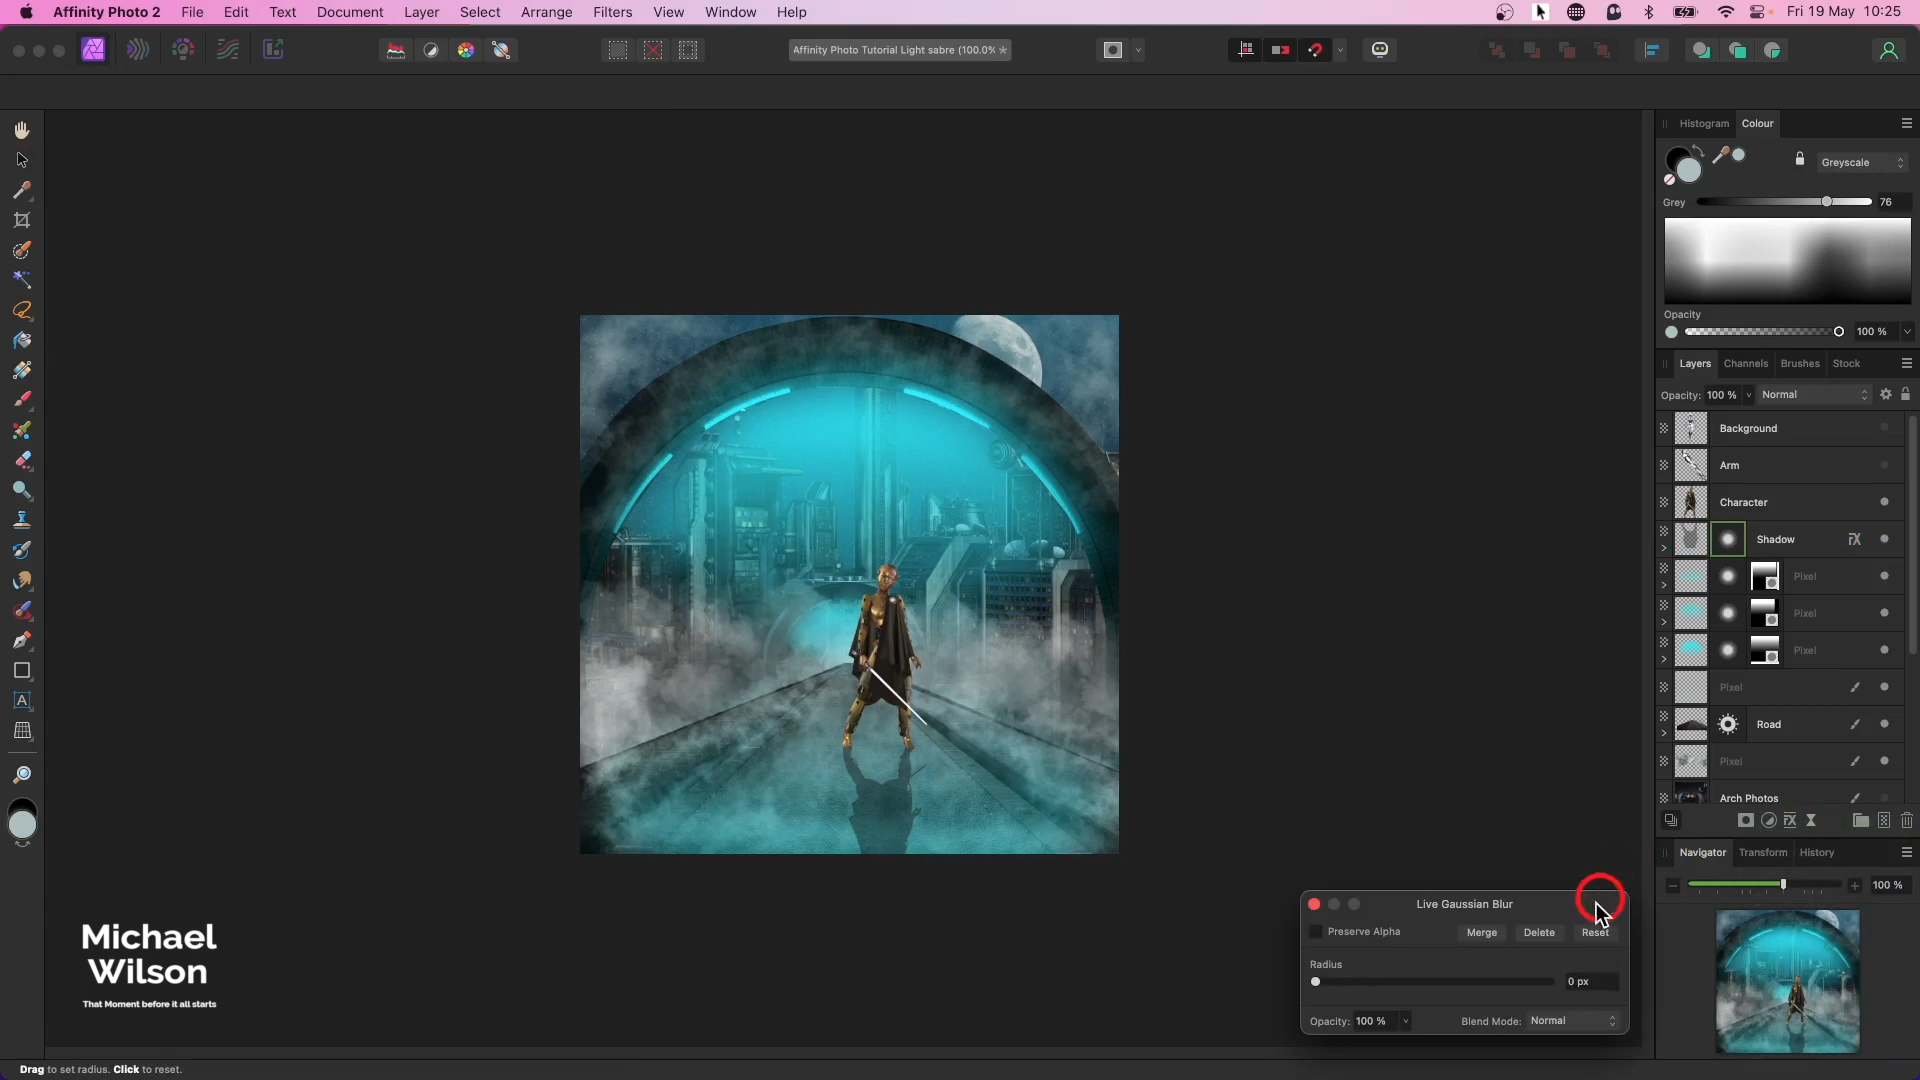 Affinity Photo 2 File Edit Text Document Layer Select Arrange Filters View Window Help Fri 19 May 10:25
Affinity Photo Tutorial Light sabre (100.0%
Histogram Colour
Greyscale
Grey 76
Opacity
100 %
Layers Channels Brushes Stock
Opacity: 100 % Normal
Background
Arm
Character
Shadow
Pixel
Pixel
Pixel
Pixel
Road
Pixel
Arch Photos
Navigator Transform History
100 %
Live Gaussian Blur
Preserve Alpha Merge Delete Reset
Radius
0 px
Opacity: 100 % Blend Mode: Normal
Michael
Wilson
That Moment before it all starts
Drag to set radius. Click to reset.